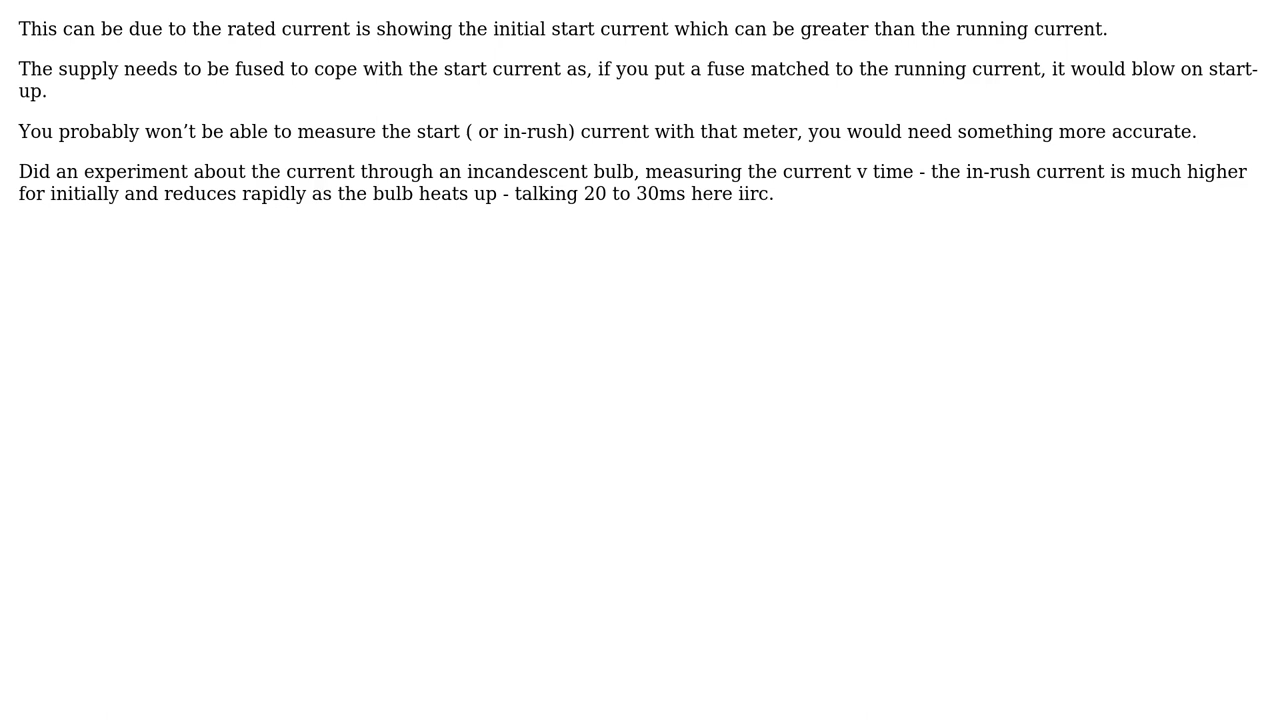 This can be due to the rated current is showing the initial start current which can be greater than the running current.
The supply needs to be fused to cope with the start current as, if you put a fuse matched to the running current, it would blow on start-
up.
You probably won’t be able to measure the start ( or in-rush) current with that meter, you would need something more accurate.
Did an experiment about the current through an incandescent bulb, measuring the current v time - the in-rush current is much higher
for initially and reduces rapidly as the bulb heats up - talking 20 to 30ms here iirc.